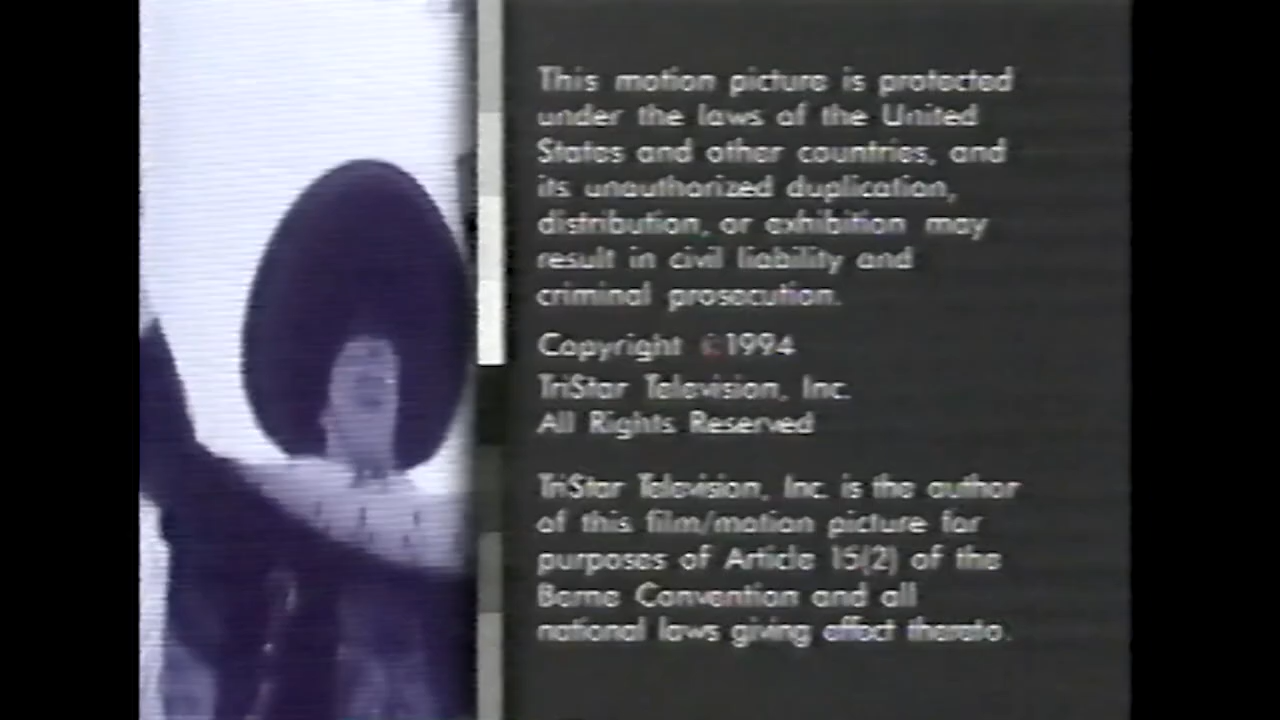 This motion picture is protected
under the laws of the United
States and other countries, and
its unauthorized duplication,
distribution, or exhibition may
result in civil liability and
criminal prosecution.
Copyright ©1994
TriStar Television, Inc.
All Rights Reserved
TriStar Television, Inc. is the author
of this film/motion picture for
purposes of Article 15(2) of the
Berne Convention and all
national laws giving effect thereto.